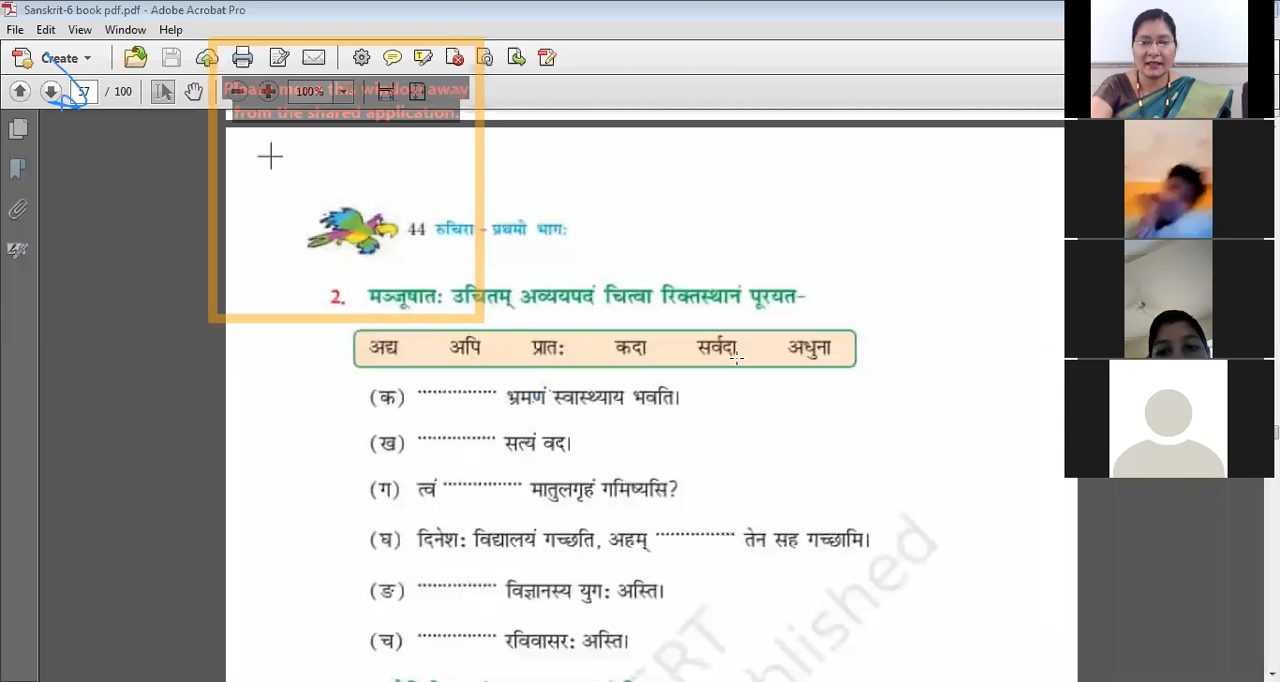 Sanskrit-6 book pdf.pdf - Adobe Acrobat Pro
File Edit View Window Help
Create
57 / 100 100%
Please move this window away
from the shared application.
44 रुचिरा - प्रथमो भागः
2. मञ्जूषातः उचितम् अव्ययपदं चित्वा रिक्तस्थानं पूरयत-
अद्य अपि प्रातः कदा सर्वदा अधुना
(क) ............... भ्रमणं स्वास्थ्याय भवति।
(ख) ............... सत्यं वद।
(ग) त्वं ............... मातुलगृहं गमिष्यसि?
(घ) दिनेशः विद्यालयं गच्छति, अहम् ............... तेन सह गच्छामि।
(ङ) ............... विज्ञानस्य युगः अस्ति।
(च) ............... रविवासरः अस्ति।